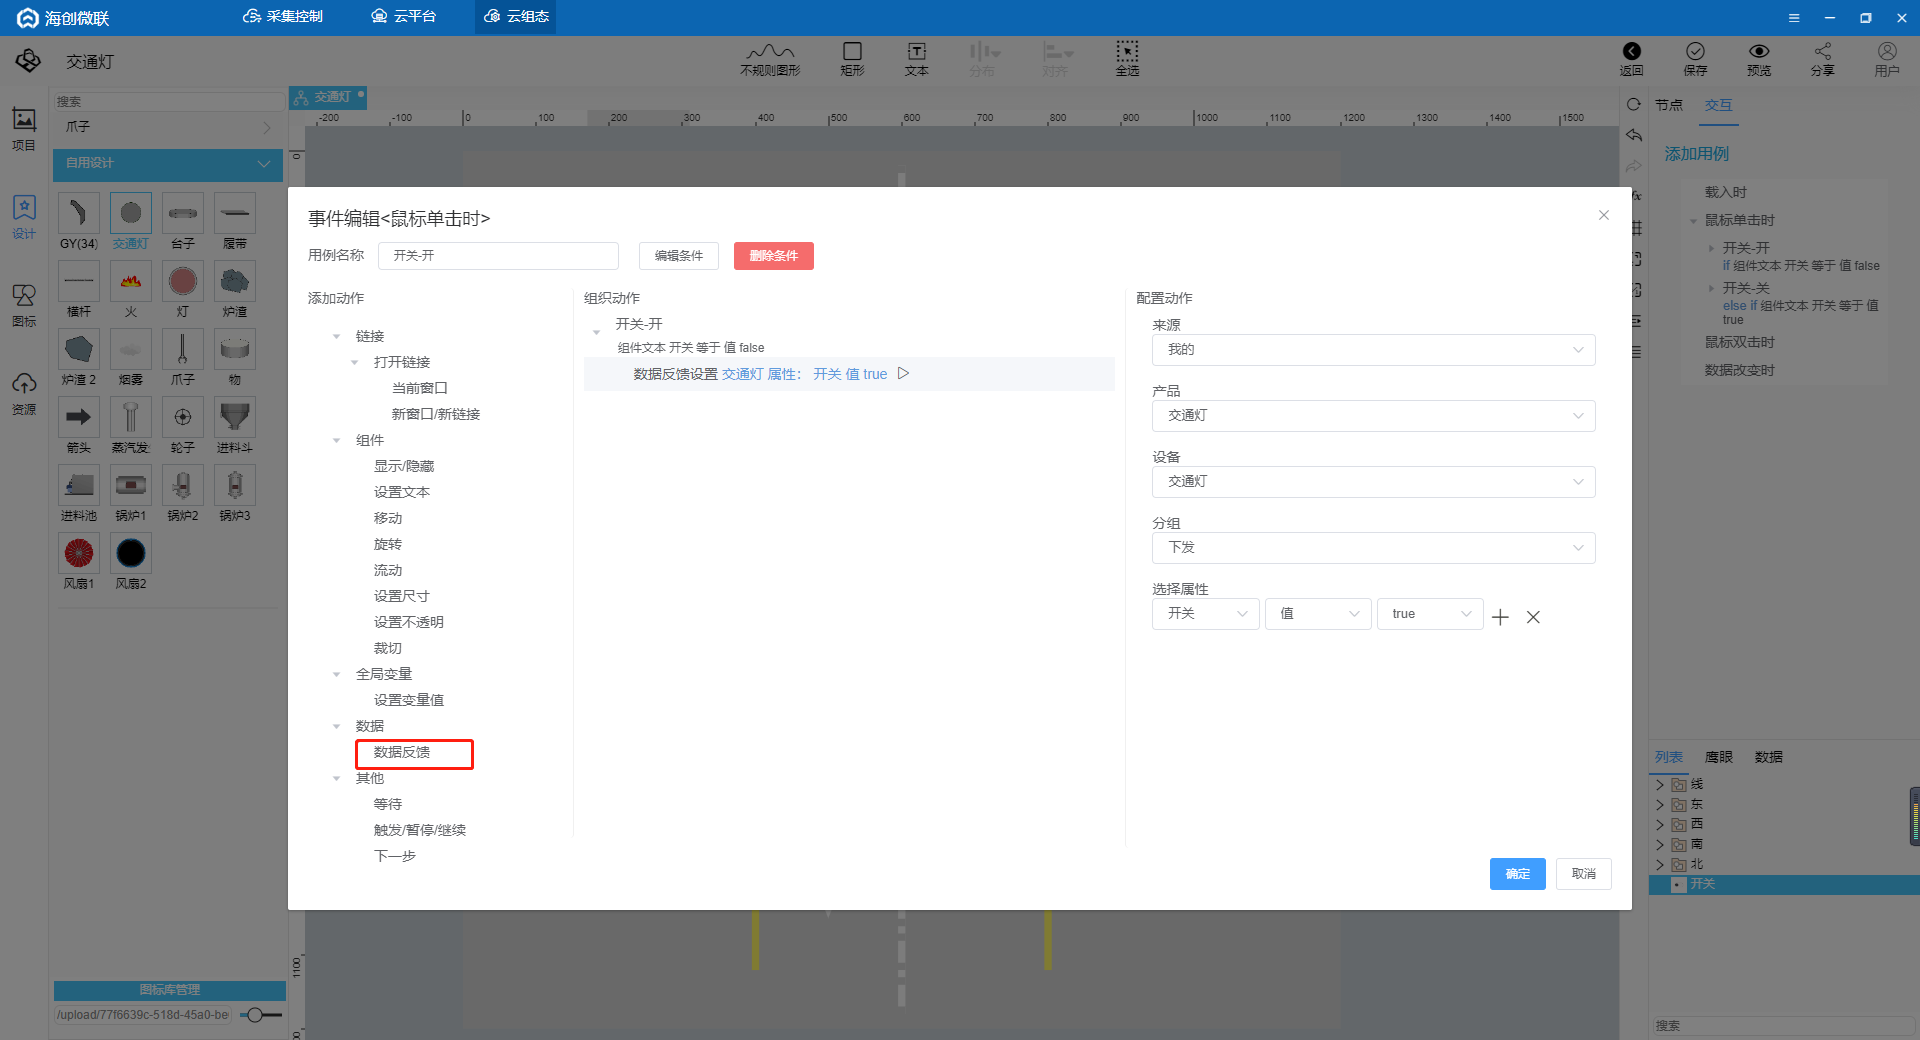 海创微联
采集控制
云平台
云组态
交通灯
不规则图形
矩形
文本
分布
对齐
全选
返回
保存
预览
分享
用户
项目
设计
图标
资源
搜索
爪子
自用设计
GY(34)
交通灯
台子
履带
横杆
火
灯
炉渣
炉渣 2
烟雾
爪子
物
箭头
蒸汽发
轮子
进料斗
进料池
锅炉1
锅炉2
锅炉3
风扇1
风扇2
图标库管理
/upload/77f6639c-518d-45a0-be
交通灯
-200
-100
0
100
200
300
400
500
600
700
800
900
1000
1100
1200
1300
1400
1500
0
1100
事件编辑<鼠标单击时>
用例名称
开关-开
编辑条件
删除条件
添加动作
链接
打开链接
当前窗口
新窗口/新链接
组件
显示/隐藏
设置文本
移动
旋转
流动
设置尺寸
设置不透明
裁切
全局变量
设置变量值
数据
数据反馈
其他
等待
触发/暂停/继续
下一步
组织动作
开关-开
组件文本 开关 等于 值 false
数据反馈设置 交通灯 属性： 开关 值 true
配置动作
来源
我的
产品
交通灯
设备
交通灯
分组
下发
选择属性
开关
值
true
确定
取消
节点
交互
添加用例
载入时
鼠标单击时
开关-开
if 组件文本 开关 等于 值 false
开关-关
else if 组件文本 开关 等于 值
true
鼠标双击时
数据改变时
列表
鹰眼
数据
线
东
西
南
北
开关
搜索